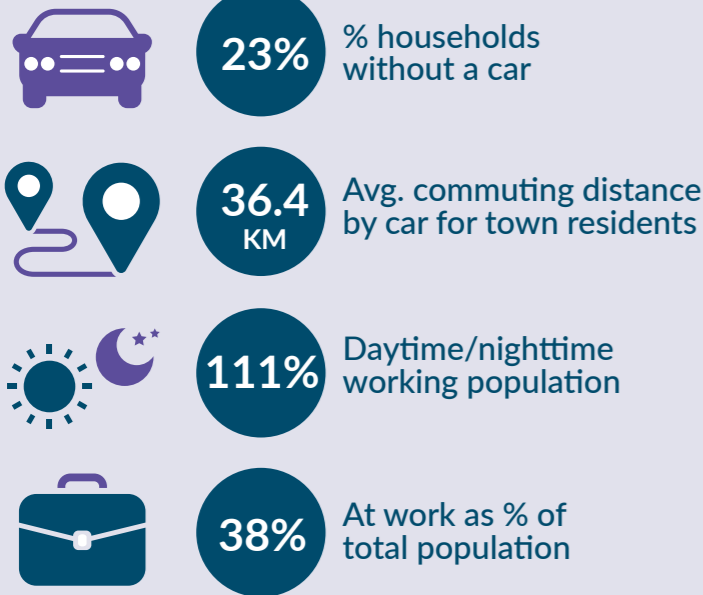 23%
% households
without a car
36.4
KM
Avg. commuting distance
by car for town residents
111%
Daytime/nighttime
working population
38%
At work as % of
total population